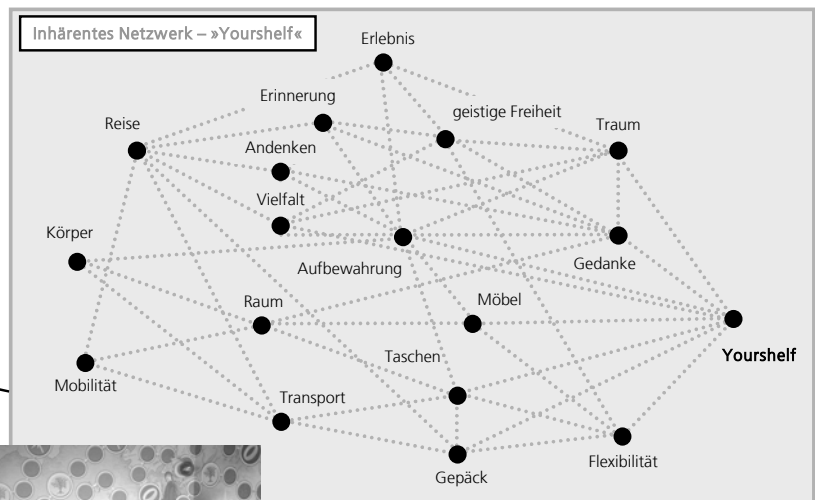 Inhärentes Netzwerk – »Yourshelf«
Erlebnis
Erinnerung
geistige Freiheit
Reise
Traum
Andenken
Vielfalt
Körper
Aufbewahrung
Gedanke
Raum
Möbel
Yourshelf
Taschen
Mobilität
Transport
Flexibilität
Gepäck